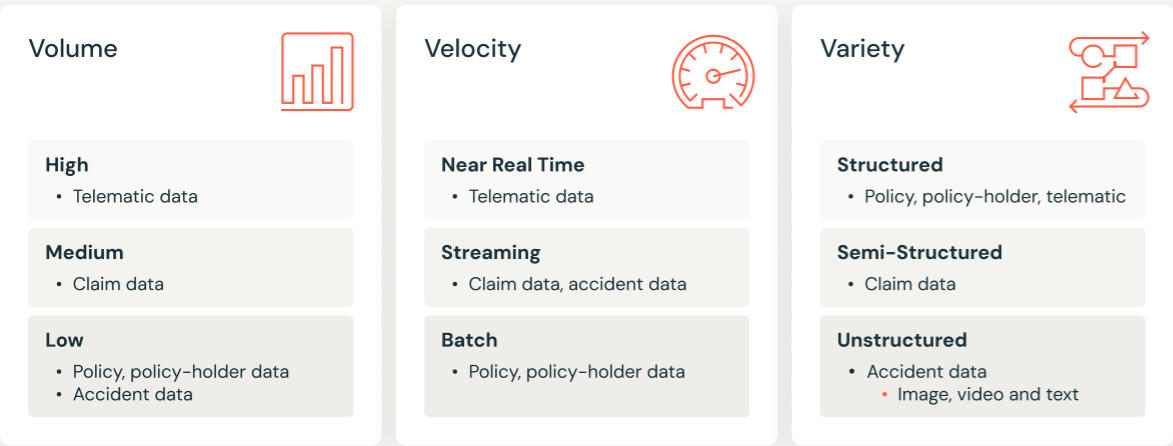 Volume
High
• Telematic data
Medium
• Claim data
Low
• Policy, policy-holder data
• Accident data
Velocity
Near Real Time
• Telematic data
Streaming
• Claim data, accident data
Batch
• Policy, policy-holder data
Variety
Structured
• Policy, policy-holder, telematic
Semi-Structured
• Claim data
Unstructured
• Accident data
• Image, video and text